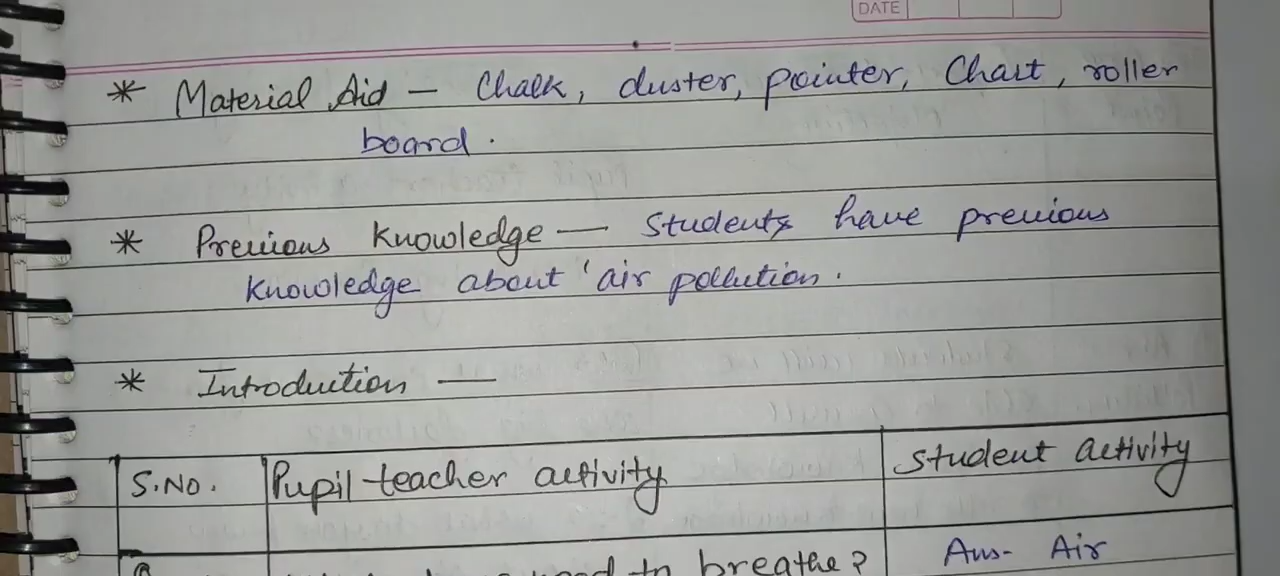 DATE
* Material Aid - Chalk, duster, pointer, Chart, roller
board.
* Previous Knowledge — Students have previous
knowledge about 'air pollution.
* Introduction —
S.No. Pupil teacher activity Student activity
to breathe? Ans- Air